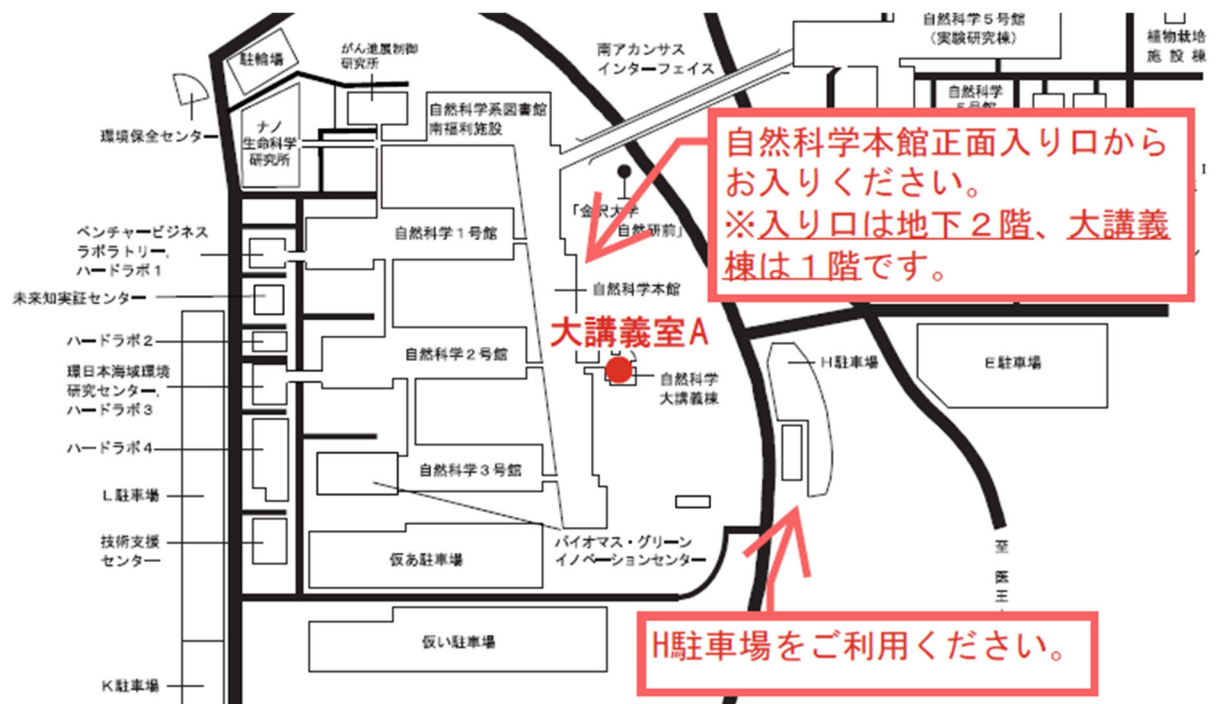 自然科学5号館
(実験研究棟)
植物栽培
施設棟
駐輪場
がん進展制御
研究所
南アカンサス
インターフェイス
自然科学
自然科学系図書館
南福利施設
環境保全センター
ナノ
生命科学
研究所
自然科学本館正面入り口から
お入りください。
※入り口は地下2階、大講義
棟は1階です。
「金沢大学
自然研前」
ベンチャービジネス
ラボラトリー,
ハードラボ1
自然科学1号館
未来知実証センター
自然科学本館
大講義室A
ハードラボ2
自然科学2号館
H駐車場
E駐車場
環日本海域環境
研究センター,
ハードラボ3
自然科学
大講義棟
ハードラボ4
自然科学3号館
L駐車場
技術支援
センター
バイオマス・グリーン
イノベーションセンター
仮あ駐車場
至 医王
仮い駐車場
H駐車場をご利用ください。
K駐車場